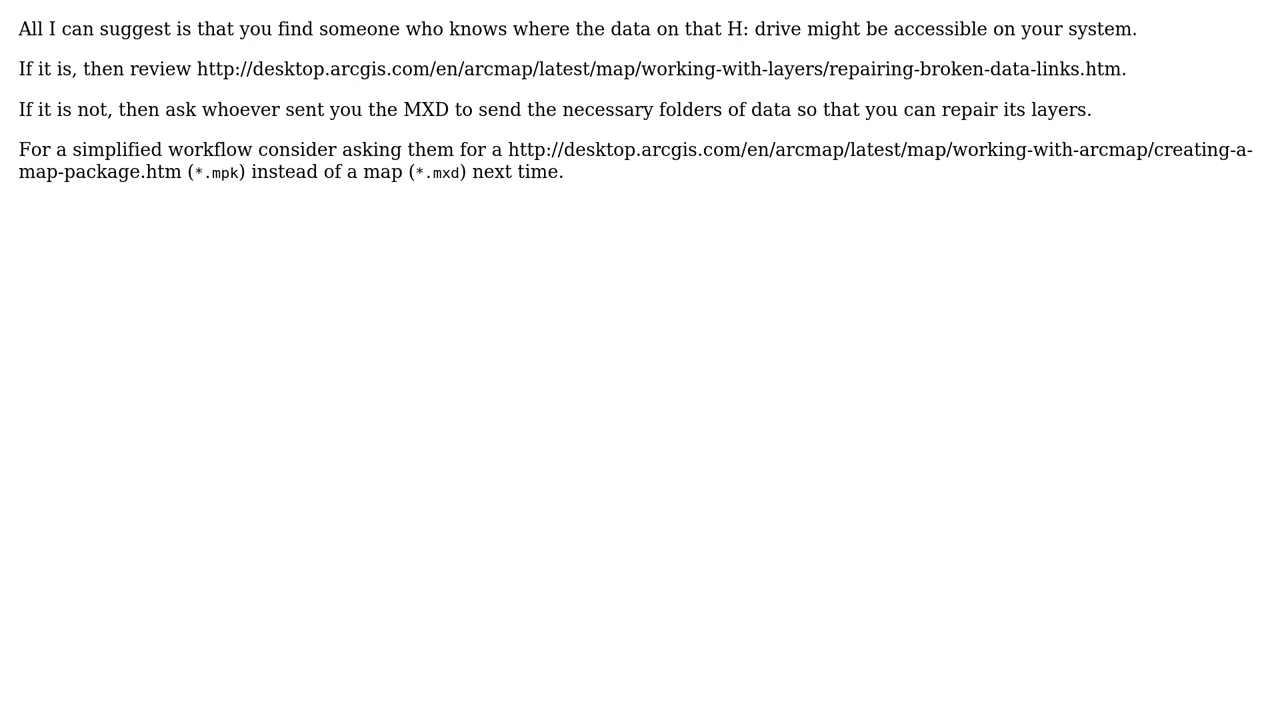 All I can suggest is that you find someone who knows where the data on that H: drive might be accessible on your system.
If it is, then review http://desktop.arcgis.com/en/arcmap/latest/map/working-with-layers/repairing-broken-data-links.htm.
If it is not, then ask whoever sent you the MXD to send the necessary folders of data so that you can repair its layers.
For a simplified workflow consider asking them for a http://desktop.arcgis.com/en/arcmap/latest/map/working-with-arcmap/creating-a-
map-package.htm (*.mpk) instead of a map (*.mxd) next time.